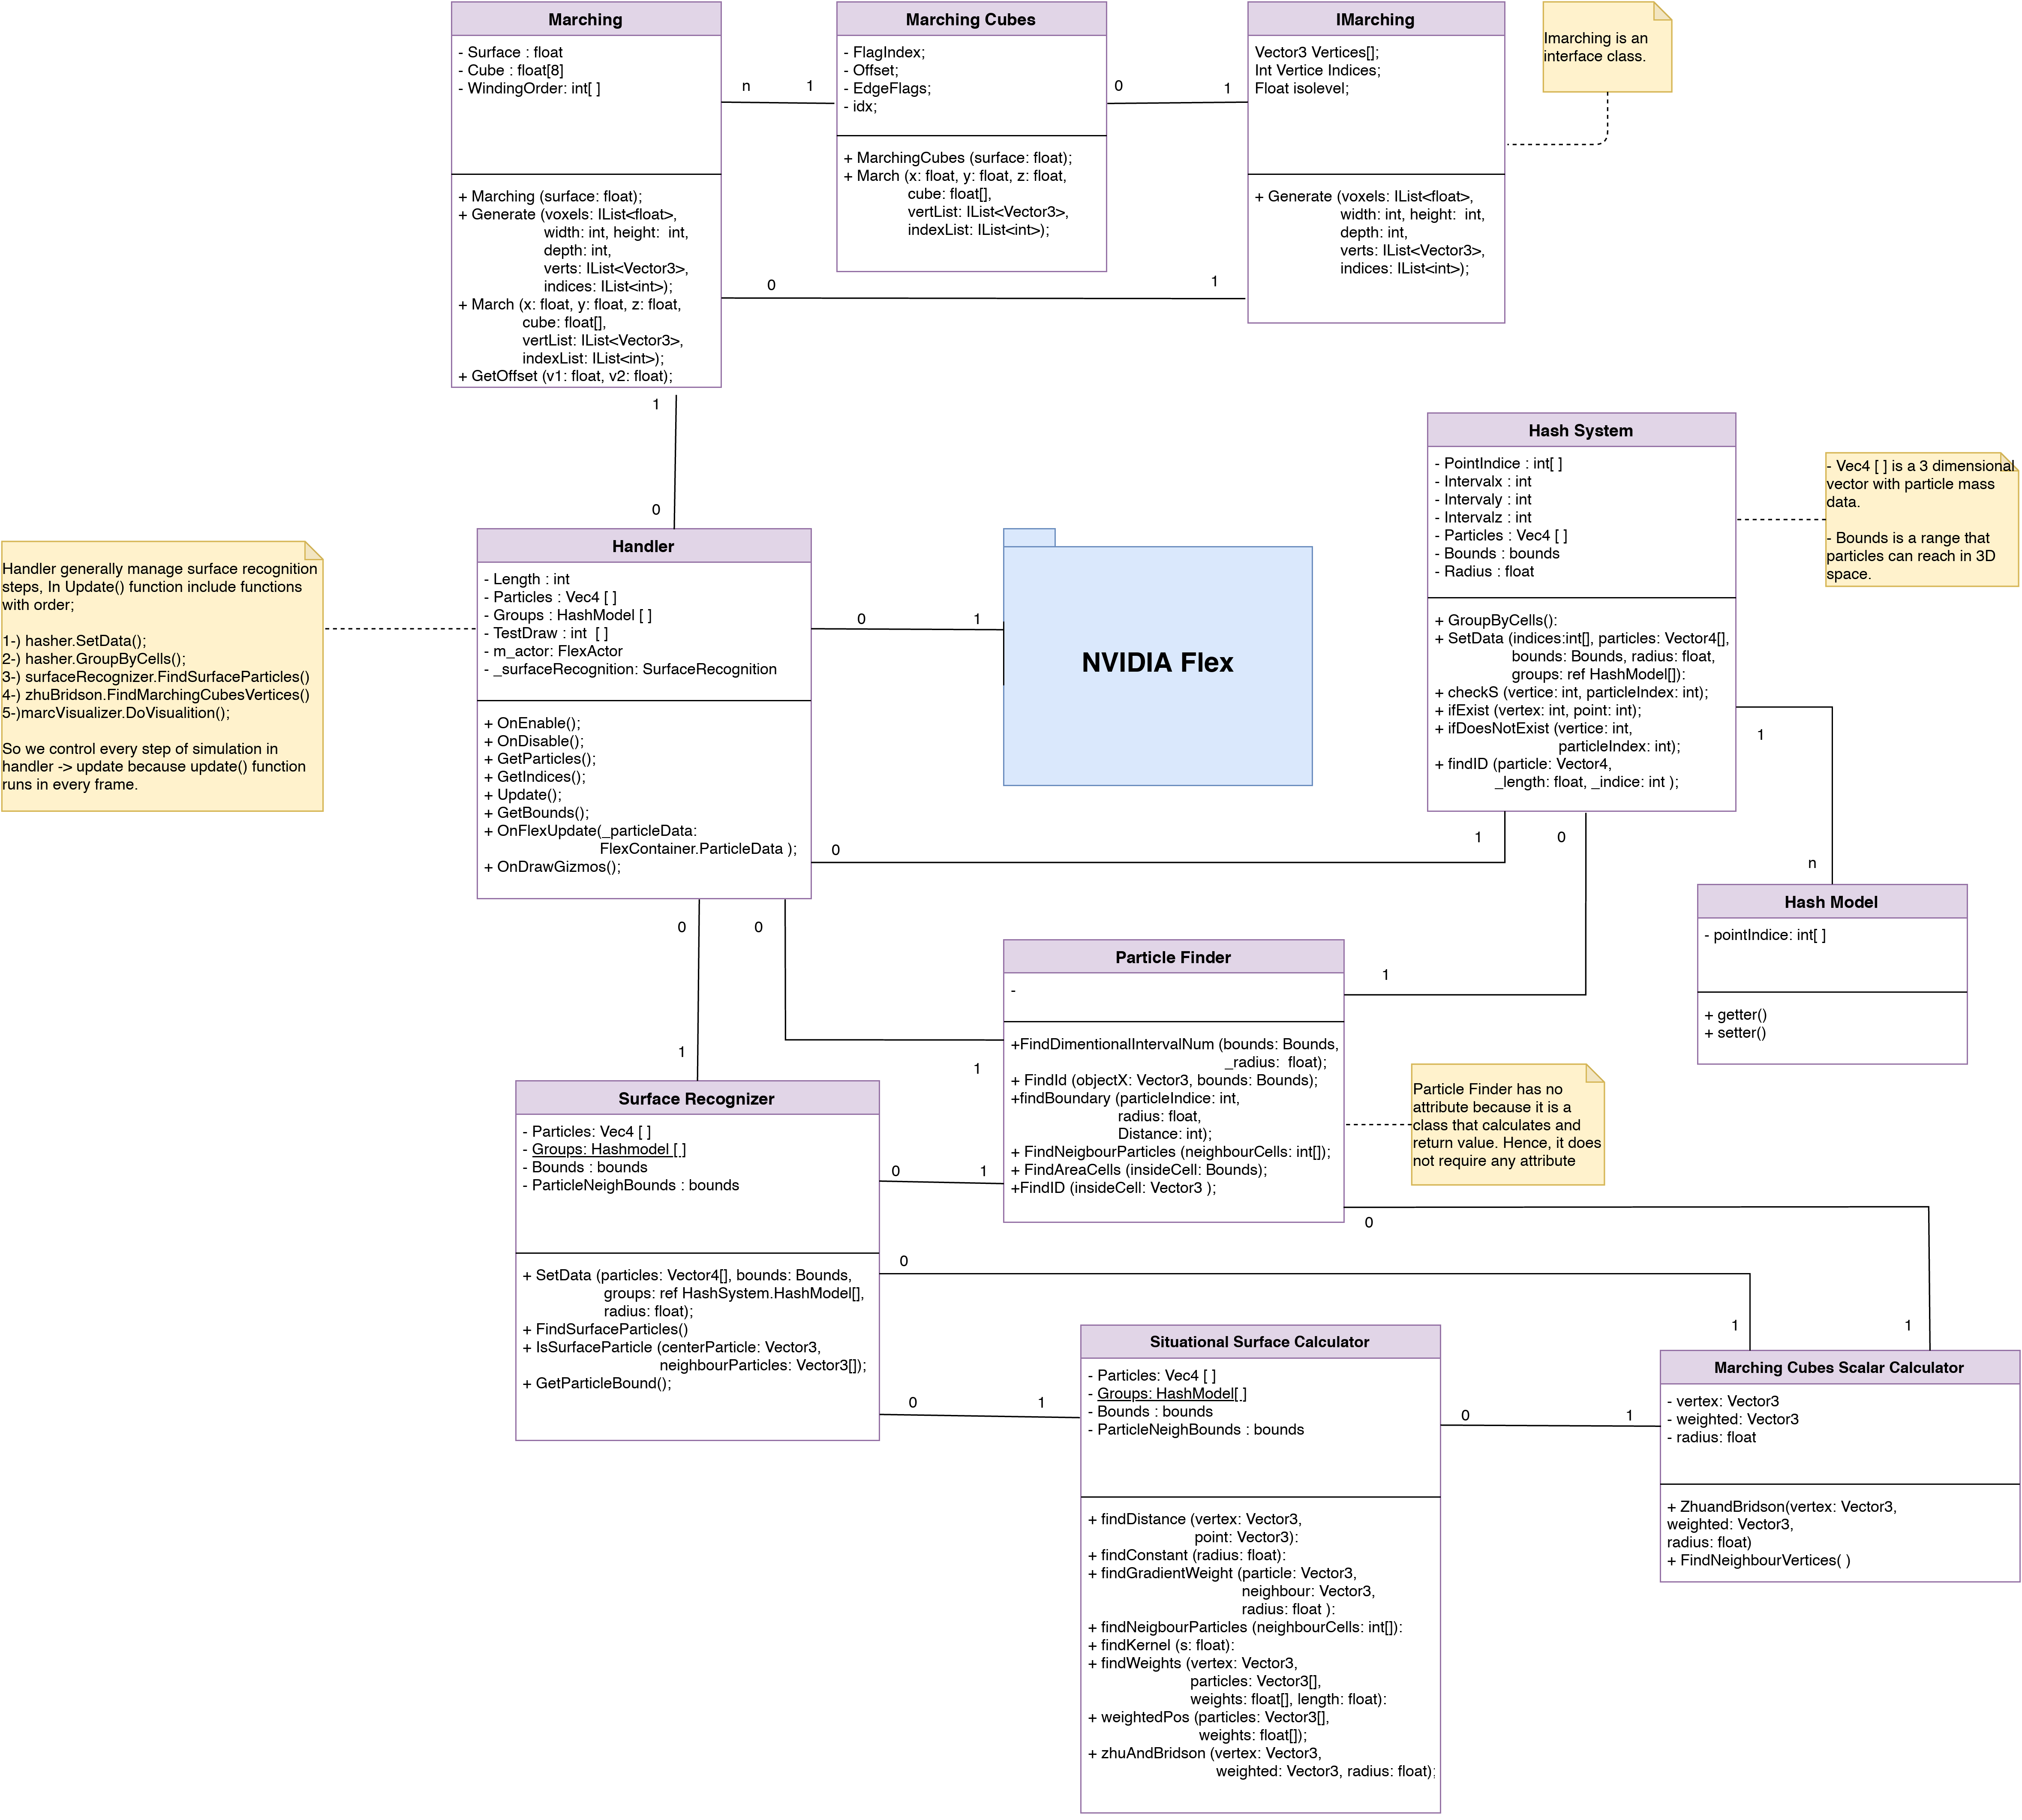 Marching
- Surface : float
- Cube : float[8]
- WindingOrder: int[ ]
+ Marching (surface: float);
+ Generate (voxels: IList<float>,
width: int, height:  int,
depth: int,
verts: IList<Vector3>,
indices: IList<int>);
+ March (x: float, y: float, z: float,
cube: float[],
vertList: IList<Vector3>,
indexList: IList<int>);
+ GetOffset (v1: float, v2: float);
n
1
Marching Cubes
- FlagIndex;
- Offset;
- EdgeFlags;
- idx;
+ MarchingCubes (surface: float);
+ March (x: float, y: float, z: float,
cube: float[],
vertList: IList<Vector3>,
indexList: IList<int>);
0
1
IMarching
Vector3 Vertices[];
Int Vertice Indices;
Float isolevel;
+ Generate (voxels: IList<float>,
width: int, height:  int,
depth: int,
verts: IList<Vector3>,
indices: IList<int>);
Imarching is an
interface class.
0
1
1
0
Handler generally manage surface recognition
steps, In Update() function include functions
with order;
1-) hasher.SetData();
2-) hasher.GroupByCells();
3-) surfaceRecognizer.FindSurfaceParticles()
4-) zhuBridson.FindMarchingCubesVertices()
5-)marcVisualizer.DoVisualition();
So we control every step of simulation in
handler -> update because update() function
runs in every frame.
Handler
- Length : int
- Particles : Vec4 [ ]
- Groups : HashModel [ ]
- TestDraw : int  [ ]
- m_actor: FlexActor
- _surfaceRecognition: SurfaceRecognition
+ OnEnable();
+ OnDisable();
+ GetParticles();
+ GetIndices();
+ Update();
+ GetBounds();
+ OnFlexUpdate(_particleData:
FlexContainer.ParticleData );
+ OnDrawGizmos();
0
1
NVIDIA Flex
Hash System
- PointIndice : int[ ]
- Intervalx : int
- Intervaly : int
- Intervalz : int
- Particles : Vec4 [ ]
- Bounds : bounds
- Radius : float
+ GroupByCells():
+ SetData (indices:int[], particles: Vector4[],
bounds: Bounds, radius: float,
groups: ref HashModel[]):
+ checkS (vertice: int, particleIndex: int);
+ ifExist (vertex: int, point: int);
+ ifDoesNotExist (vertice: int,
particleIndex: int);
+ findID (particle: Vector4,
_length: float, _indice: int );
- Vec4 [ ] is a 3 dimensional
vector with particle mass
data.
- Bounds is a range that
particles can reach in 3D
space.
0
1
0
1
n
Hash Model
- pointIndice: int[ ]
+ getter()
+ setter()
0
0
1
1
1
Particle Finder
-
+FindDimentionalIntervalNum (bounds: Bounds,
_radius:  float);
+ FindId (objectX: Vector3, bounds: Bounds);
+findBoundary (particleIndice: int,
radius: float,
Distance: int);
+ FindNeigbourParticles (neighbourCells: int[]);
+ FindAreaCells (insideCell: Bounds);
+FindID (insideCell: Vector3 );
Particle Finder has no
attribute because it is a
class that calculates and
return value. Hence, it does
not require any attribute
Surface Recognizer
- Particles: Vec4 [ ]
- Groups: Hashmodel [ ]
- Bounds : bounds
- ParticleNeighBounds : bounds
+ SetData (particles: Vector4[], bounds: Bounds,
groups: ref HashSystem.HashModel[],
radius: float);
+ FindSurfaceParticles()
+ IsSurfaceParticle (centerParticle: Vector3,
neighbourParticles: Vector3[]);
+ GetParticleBound();
0
1
0
0
1
1
0
1
Situational Surface Calculator
- Particles: Vec4 [ ]
- Groups: HashModel[ ]
- Bounds : bounds
- ParticleNeighBounds : bounds
+ findDistance (vertex: Vector3,
point: Vector3):
+ findConstant (radius: float):
+ findGradientWeight (particle: Vector3,
neighbour: Vector3,
radius: float ):
+ findNeigbourParticles (neighbourCells: int[]):
+ findKernel (s: float):
+ findWeights (vertex: Vector3,
particles: Vector3[],
weights: float[], length: float):
+ weightedPos (particles: Vector3[],
weights: float[]);
+ zhuAndBridson (vertex: Vector3,
weighted: Vector3, radius: float);
0
1
Marching Cubes Scalar Calculator
- vertex: Vector3
- weighted: Vector3
- radius: float
+ ZhuandBridson(vertex: Vector3,
weighted: Vector3,
radius: float)
+ FindNeighbourVertices( )